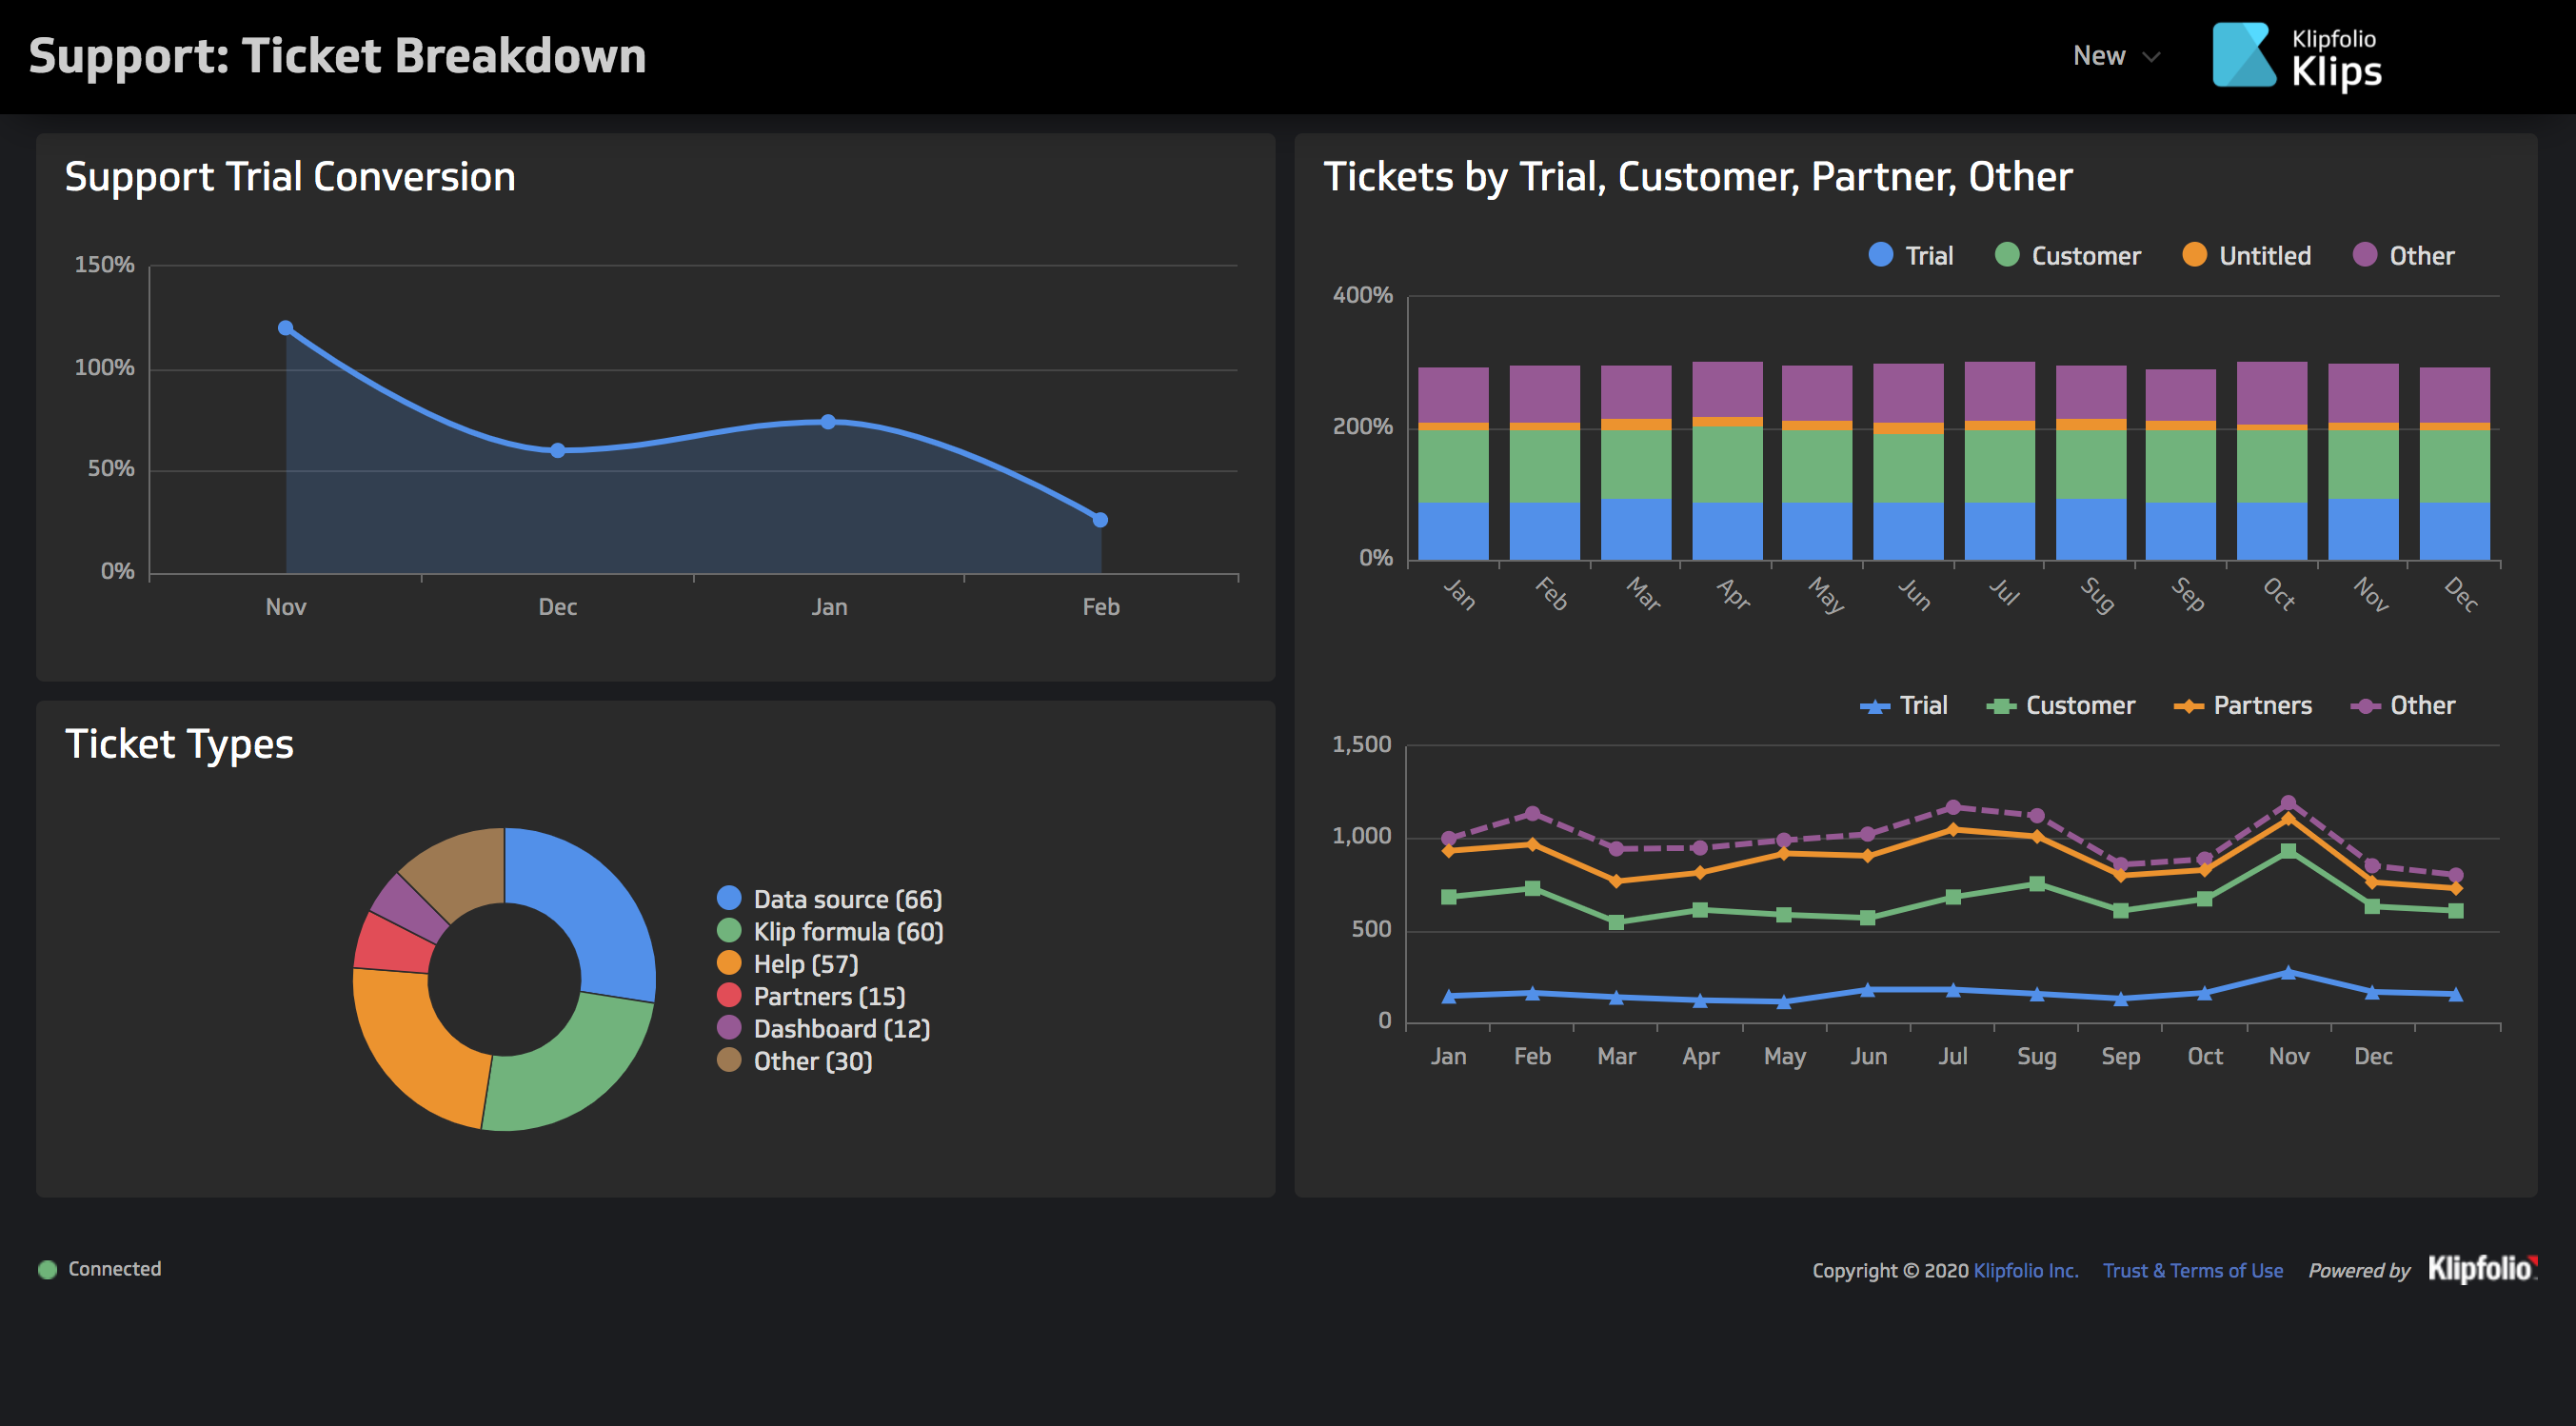 Support: Ticket Breakdown
New
Klipfolio
Klips
Support Trial Conversion
150%
100%
50%
0%
Nov Dec Jan Feb
Ticket Types
Data source (66)
Klip formula (60)
Help (57)
Partners (15)
Dashboard (12)
Other (30)
Tickets by Trial, Customer, Partner, Other
Trial Customer Untitled Other
400%
200%
0%
Jan Feb Mar Apr May Jun Jul Sug Sep Oct Nov Dec
Trial Customer Partners Other
1,500
1,000
500
0
Jan Feb Mar Apr May Jun Jul Sug Sep Oct Nov Dec
Connected
Copyright © 2020 Klipfolio Inc. Trust & Terms of Use Powered by Klipfolio